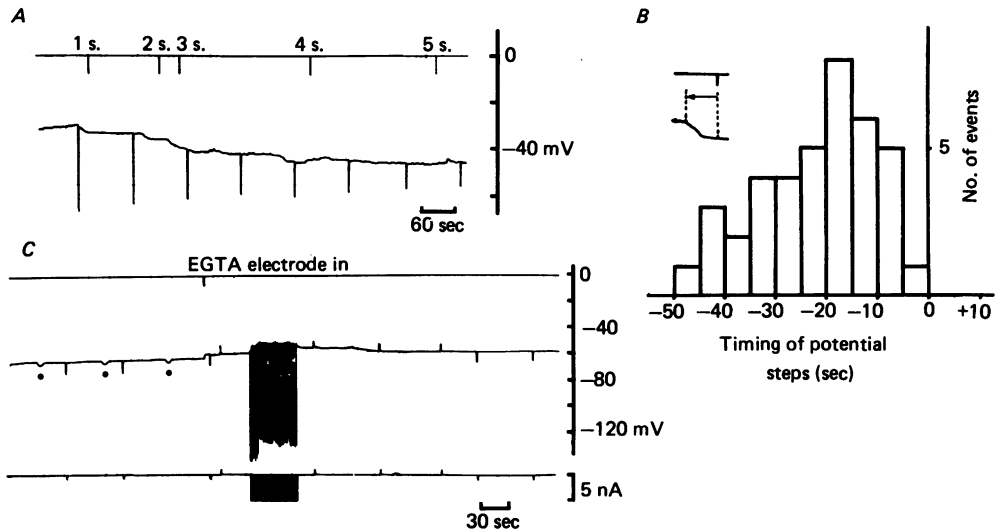 A
1 s. 2 s. 3 s. 4 s. 5 s.
0
–40 mV
60 sec
B
5
No. of events
–50 –40 –30 –20 –10 0 +10
Timing of potential
steps (sec)
C
EGTA electrode in
0
–40
–80
–120 mV
5 nA
30 sec